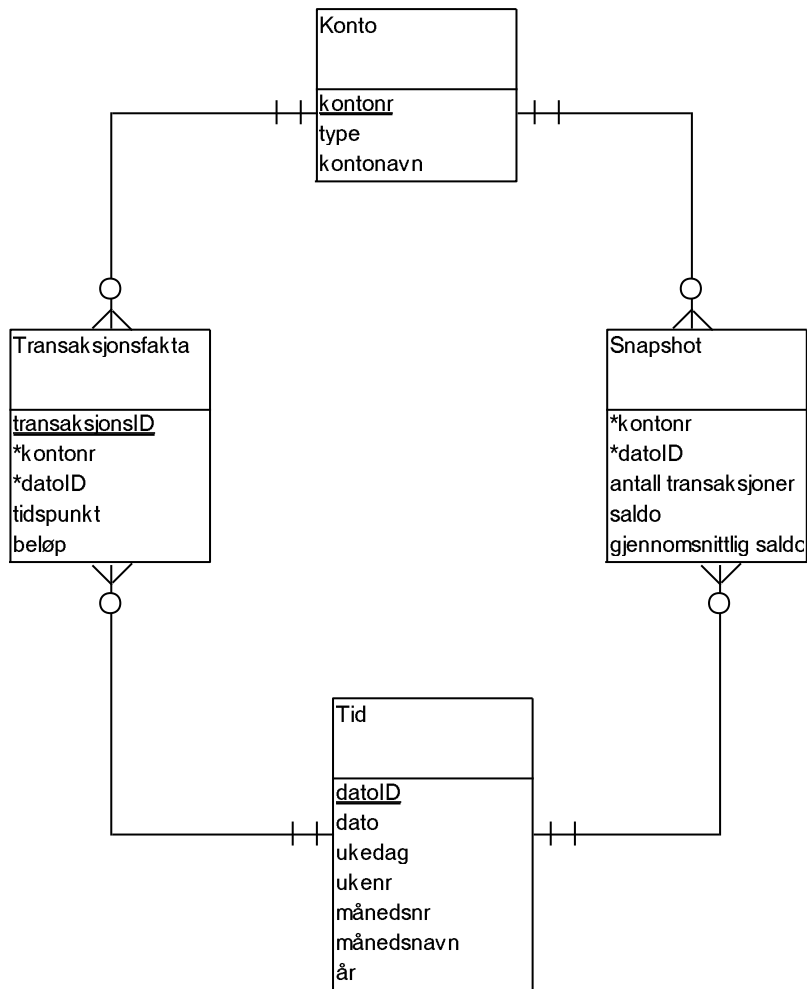 Konto
kontonr
type
kontonavn
Transaksjonsfakta
transaksjonsID
*kontonr
*datoID
tidspunkt
beløp
Snapshot
*kontonr
*datoID
antall transaksjoner
saldo
gjennomsnittlig saldo
Tid
datoID
dato
ukedag
ukenr
månedsnr
månedsnavn
år